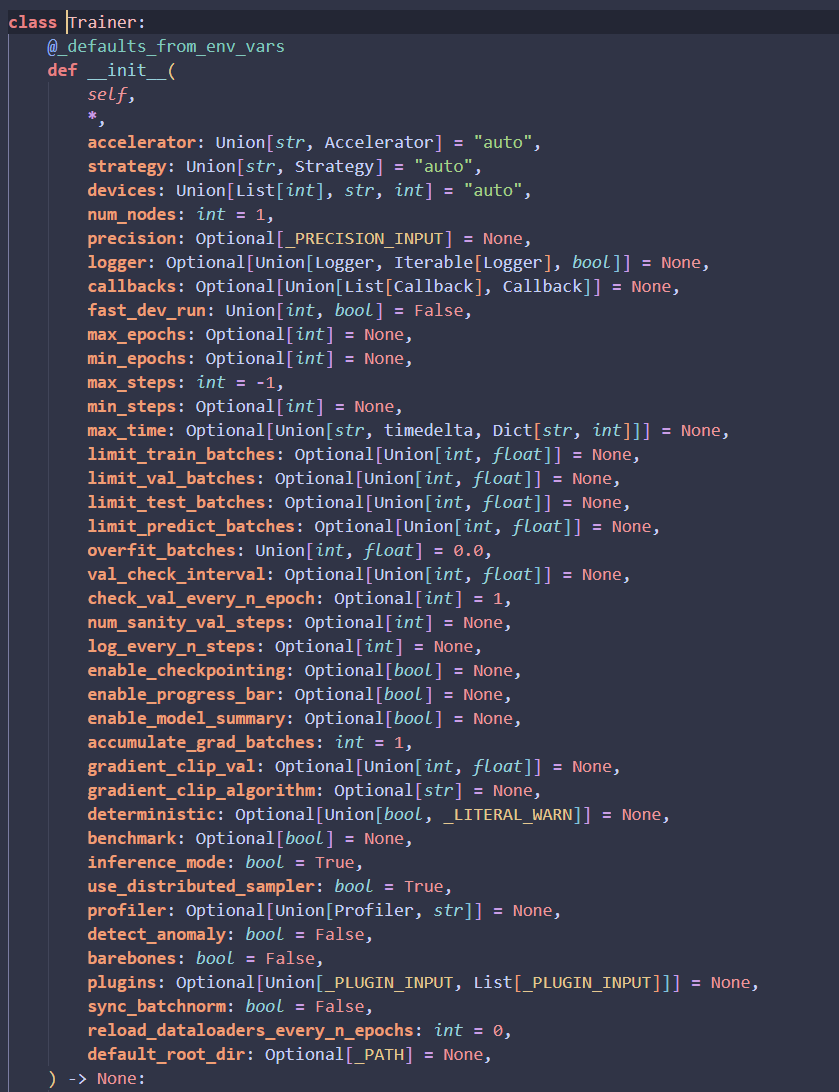 class Trainer:
    @_defaults_from_env_vars
    def __init__(
        self,
        *,
        accelerator: Union[str, Accelerator] = "auto",
        strategy: Union[str, Strategy] = "auto",
        devices: Union[List[int], str, int] = "auto",
        num_nodes: int = 1,
        precision: Optional[_PRECISION_INPUT] = None,
        logger: Optional[Union[Logger, Iterable[Logger], bool]] = None,
        callbacks: Optional[Union[List[Callback], Callback]] = None,
        fast_dev_run: Union[int, bool] = False,
        max_epochs: Optional[int] = None,
        min_epochs: Optional[int] = None,
        max_steps: int = -1,
        min_steps: Optional[int] = None,
        max_time: Optional[Union[str, timedelta, Dict[str, int]]] = None,
        limit_train_batches: Optional[Union[int, float]] = None,
        limit_val_batches: Optional[Union[int, float]] = None,
        limit_test_batches: Optional[Union[int, float]] = None,
        limit_predict_batches: Optional[Union[int, float]] = None,
        overfit_batches: Union[int, float] = 0.0,
        val_check_interval: Optional[Union[int, float]] = None,
        check_val_every_n_epoch: Optional[int] = 1,
        num_sanity_val_steps: Optional[int] = None,
        log_every_n_steps: Optional[int] = None,
        enable_checkpointing: Optional[bool] = None,
        enable_progress_bar: Optional[bool] = None,
        enable_model_summary: Optional[bool] = None,
        accumulate_grad_batches: int = 1,
        gradient_clip_val: Optional[Union[int, float]] = None,
        gradient_clip_algorithm: Optional[str] = None,
        deterministic: Optional[Union[bool, _LITERAL_WARN]] = None,
        benchmark: Optional[bool] = None,
        inference_mode: bool = True,
        use_distributed_sampler: bool = True,
        profiler: Optional[Union[Profiler, str]] = None,
        detect_anomaly: bool = False,
        barebones: bool = False,
        plugins: Optional[Union[_PLUGIN_INPUT, List[_PLUGIN_INPUT]]] = None,
        sync_batchnorm: bool = False,
        reload_dataloaders_every_n_epochs: int = 0,
        default_root_dir: Optional[_PATH] = None,
    ) -> None: